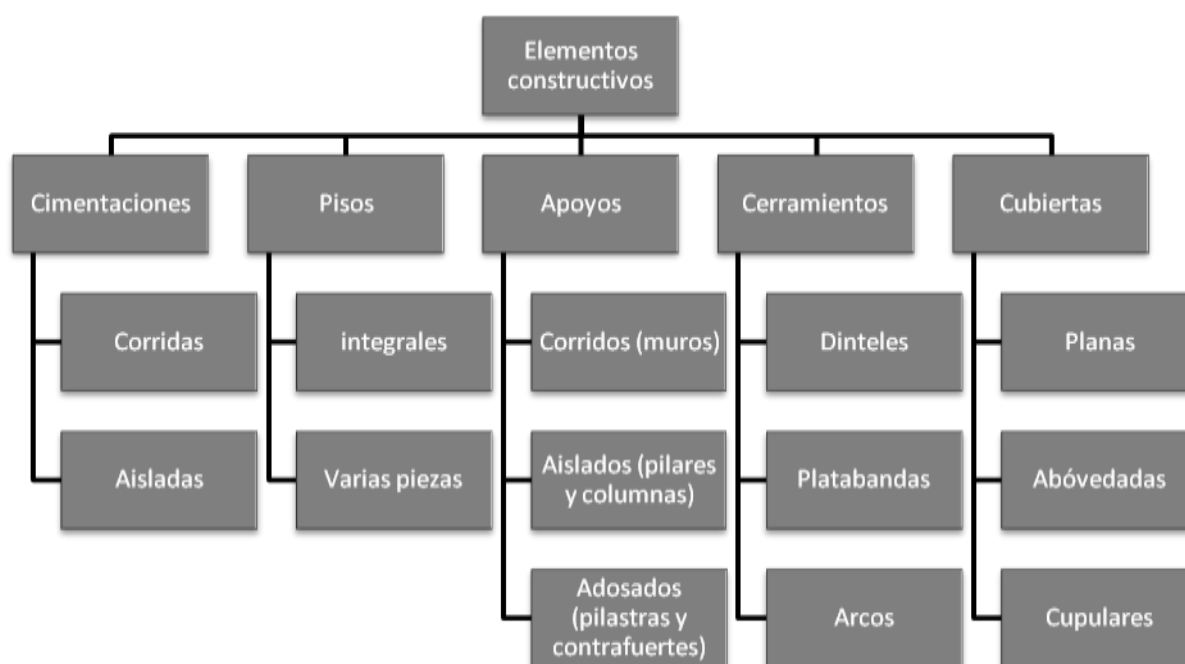 Elementos
constructivos
Cimentaciones
Pisos
Apoyos
Cerramientos
Cubiertas
Corridas
integrales
Corridos (muros)
Dinteles
Planas
Aisladas
Varias piezas
Aislados (pilares
y columnas)
Platabandas
Abóvedadas
Adosados
(pilastras y
contrafuertes)
Arcos
Cupulares